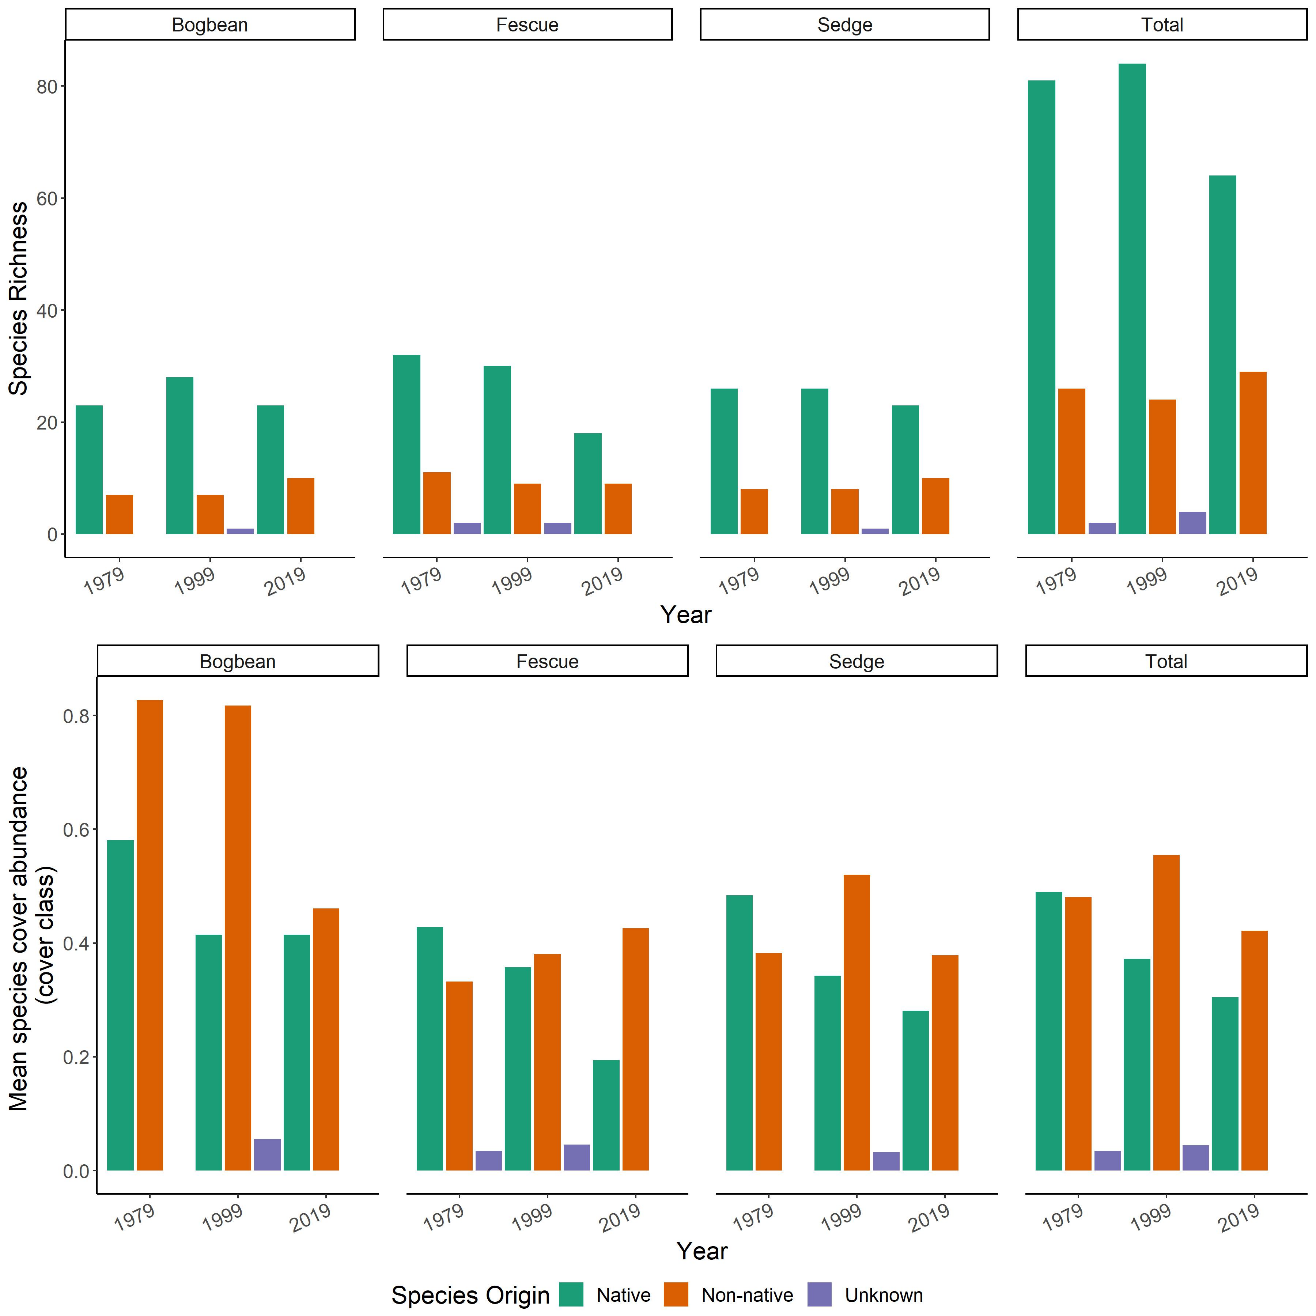 Bogbean Fescue Sedge Total
Species Richness
80
60
40
20
0
1979 1999 2019 1979 1999 2019 1979 1999 2019 1979 1999 2019
Year
Bogbean Fescue Sedge Total
Mean species cover abundance
(cover class)
0.8
0.6
0.4
0.2
0.0
1979 1999 2019 1979 1999 2019 1979 1999 2019 1979 1999 2019
Year
Species Origin Native Non-native Unknown